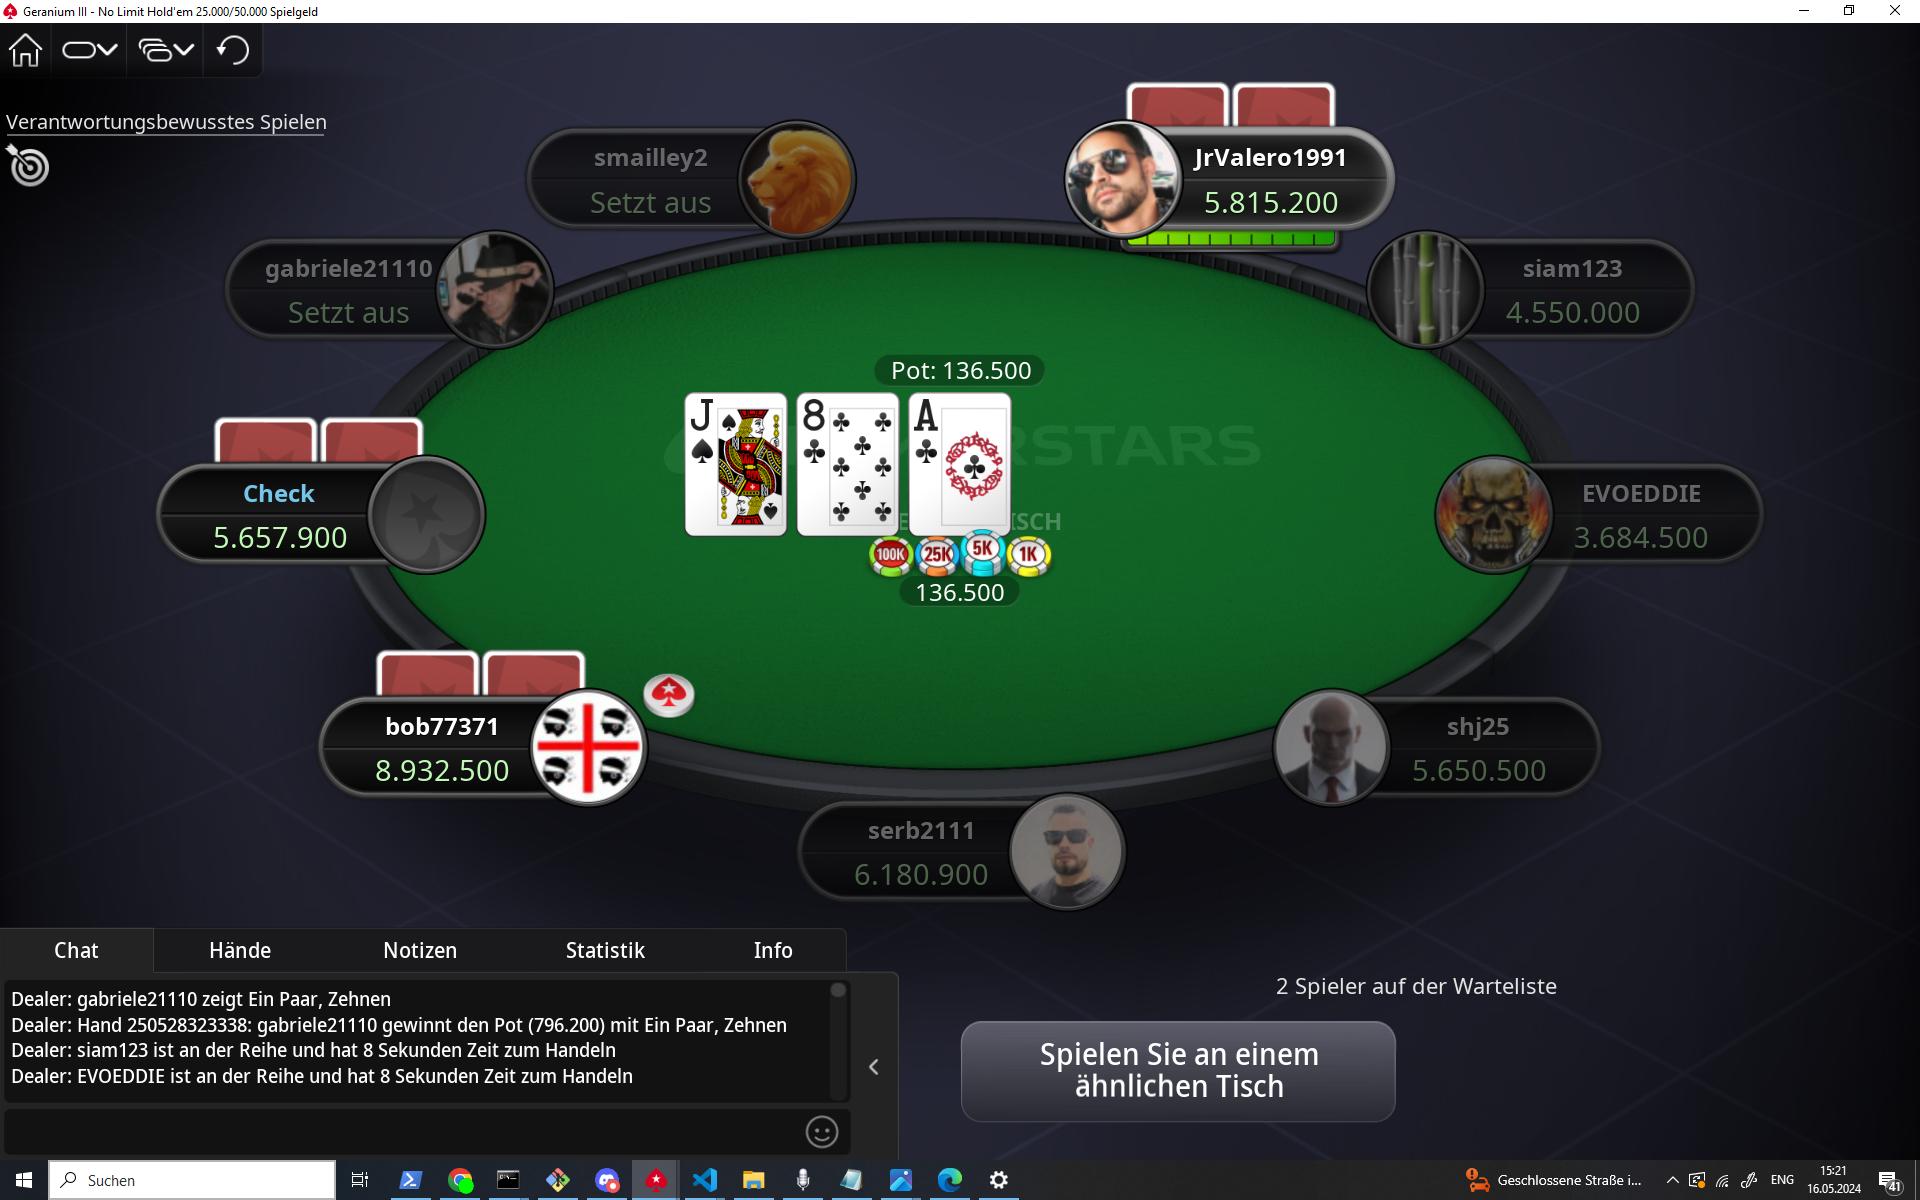 Geranium III - No Limit Hold'em 25.000/50.000 Spielgeld
Verantwortungsbewusstes Spielen
smailley2
Setzt aus
JrValero1991
5.815.200
gabriele21110
Setzt aus
siam123
4.550.000
Pot: 136.500
J
8
A
Check
5.657.900
EVOEDDIE
3.684.500
100K
25K
5K
1K
136.500
bob77371
8.932.500
shj25
5.650.500
serb2111
6.180.900
Chat
Hände
Notizen
Statistik
Info
Dealer: gabriele21110 zeigt Ein Paar, Zehnen
Dealer: Hand 250528323338: gabriele21110 gewinnt den Pot (796.200) mit Ein Paar, Zehnen
Dealer: siam123 ist an der Reihe und hat 8 Sekunden Zeit zum Handeln
Dealer: EVOEDDIE ist an der Reihe und hat 8 Sekunden Zeit zum Handeln
2 Spieler auf der Warteliste
Spielen Sie an einem
ähnlichen Tisch
Suchen
Geschlossene Straße i...
ENG
15:21
16.05.2024
41